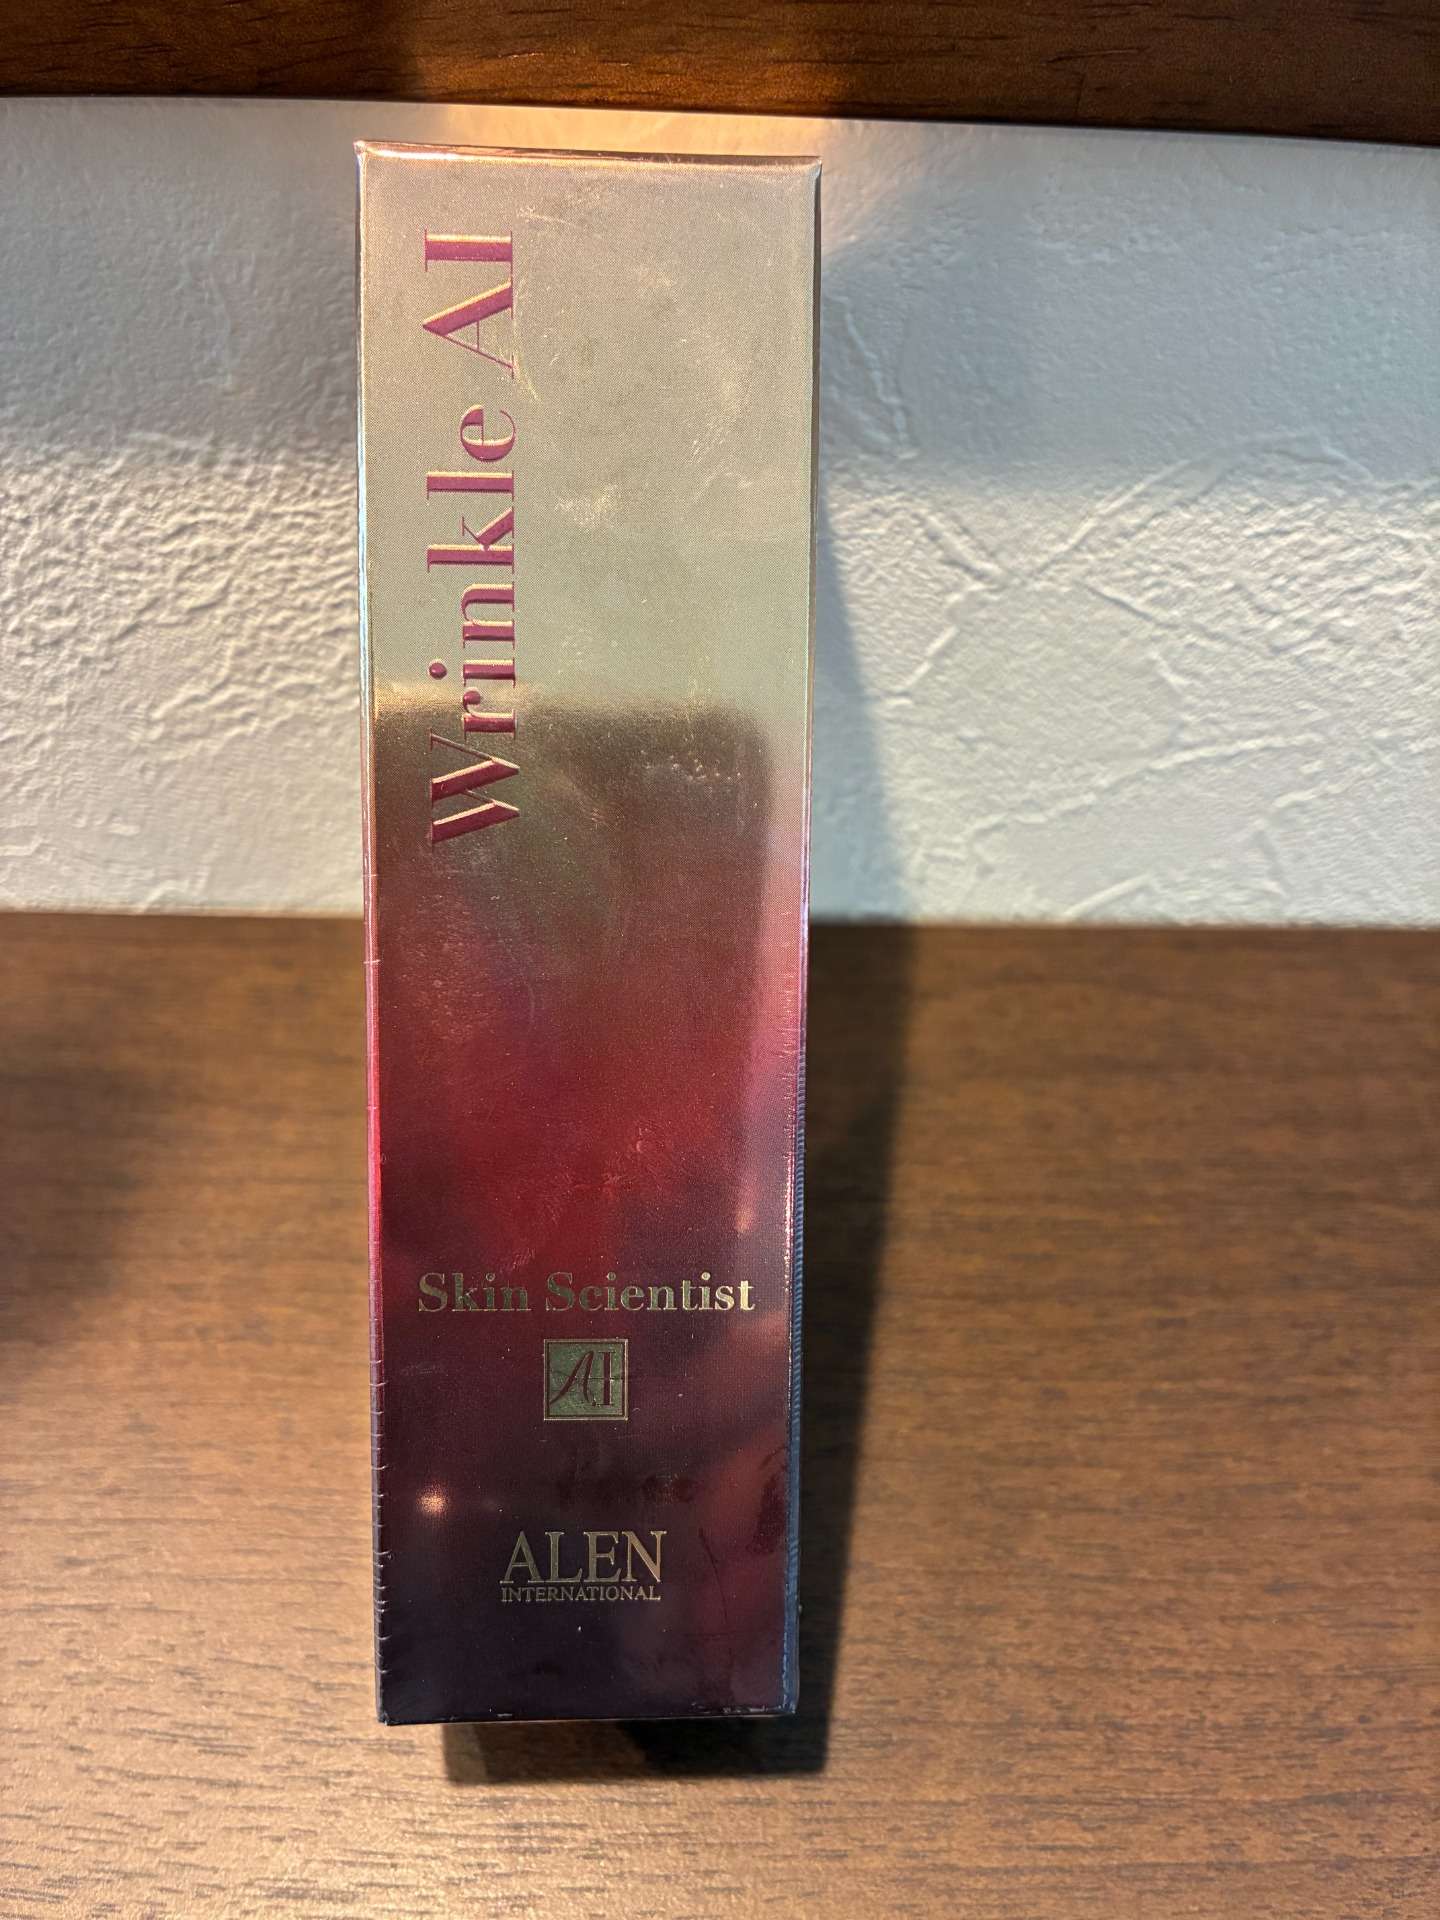 Wrinkle AI
Skin Scientist
AI
ALEN
INTERNATIONAL